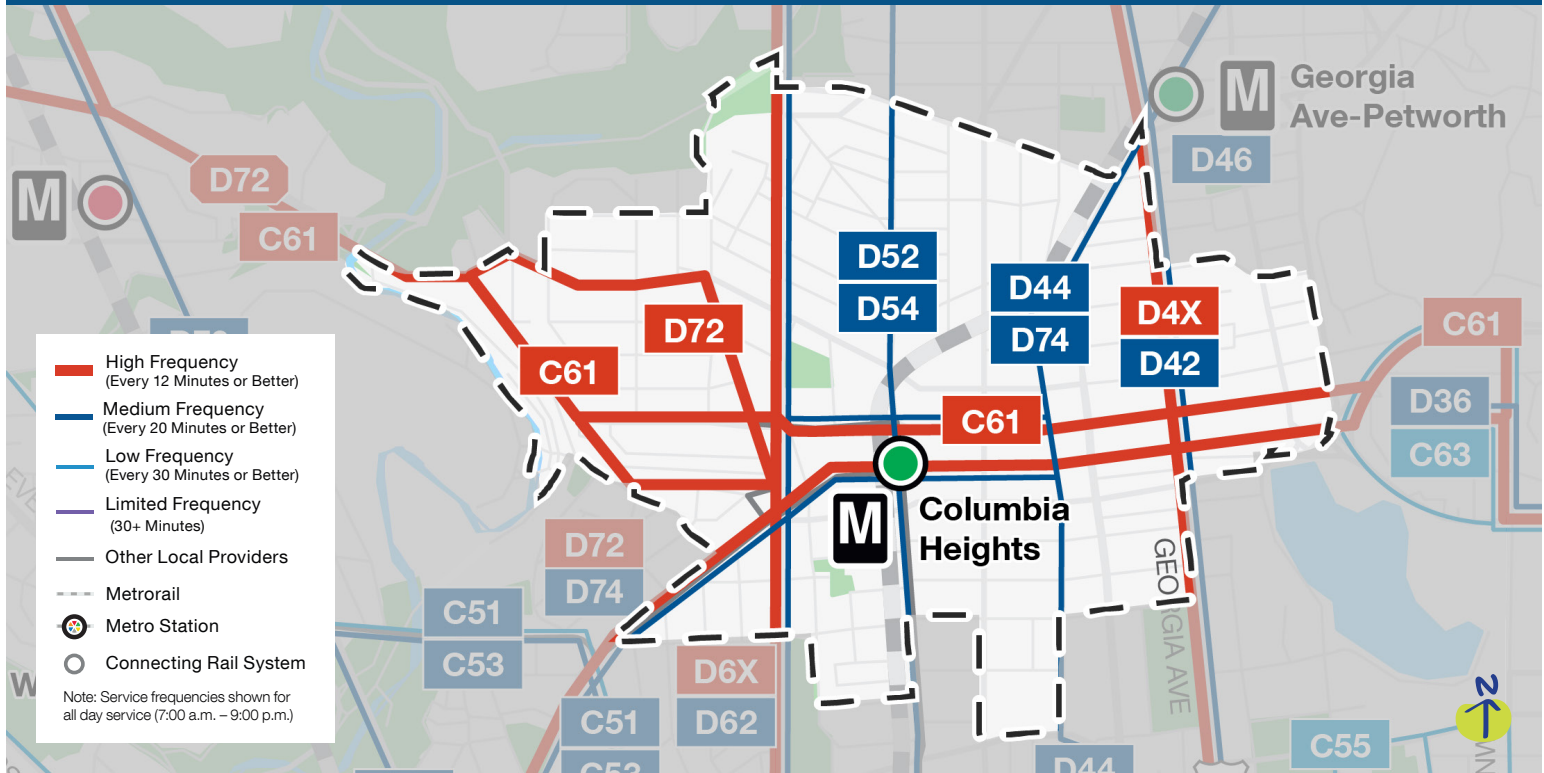 Georgia
Ave-Petworth
M
D46
D72
M
C61
D52
D54
D44
D74
D4X
D42
D72
C61
C61
C61
D36
C63
M
Columbia
Heights
High Frequency
(Every 12 Minutes or Better)
Medium Frequency
(Every 20 Minutes or Better)
Low Frequency
(Every 30 Minutes or Better)
Limited Frequency
(30+ Minutes)
Other Local Providers
Metrorail
Metro Station
Connecting Rail System
Note: Service frequencies shown for
all day service (7:00 a.m. – 9:00 p.m.)
D72
D74
C51
C53
D6X
D62
C51
GEORGIA AVE
D44
C55
N
W